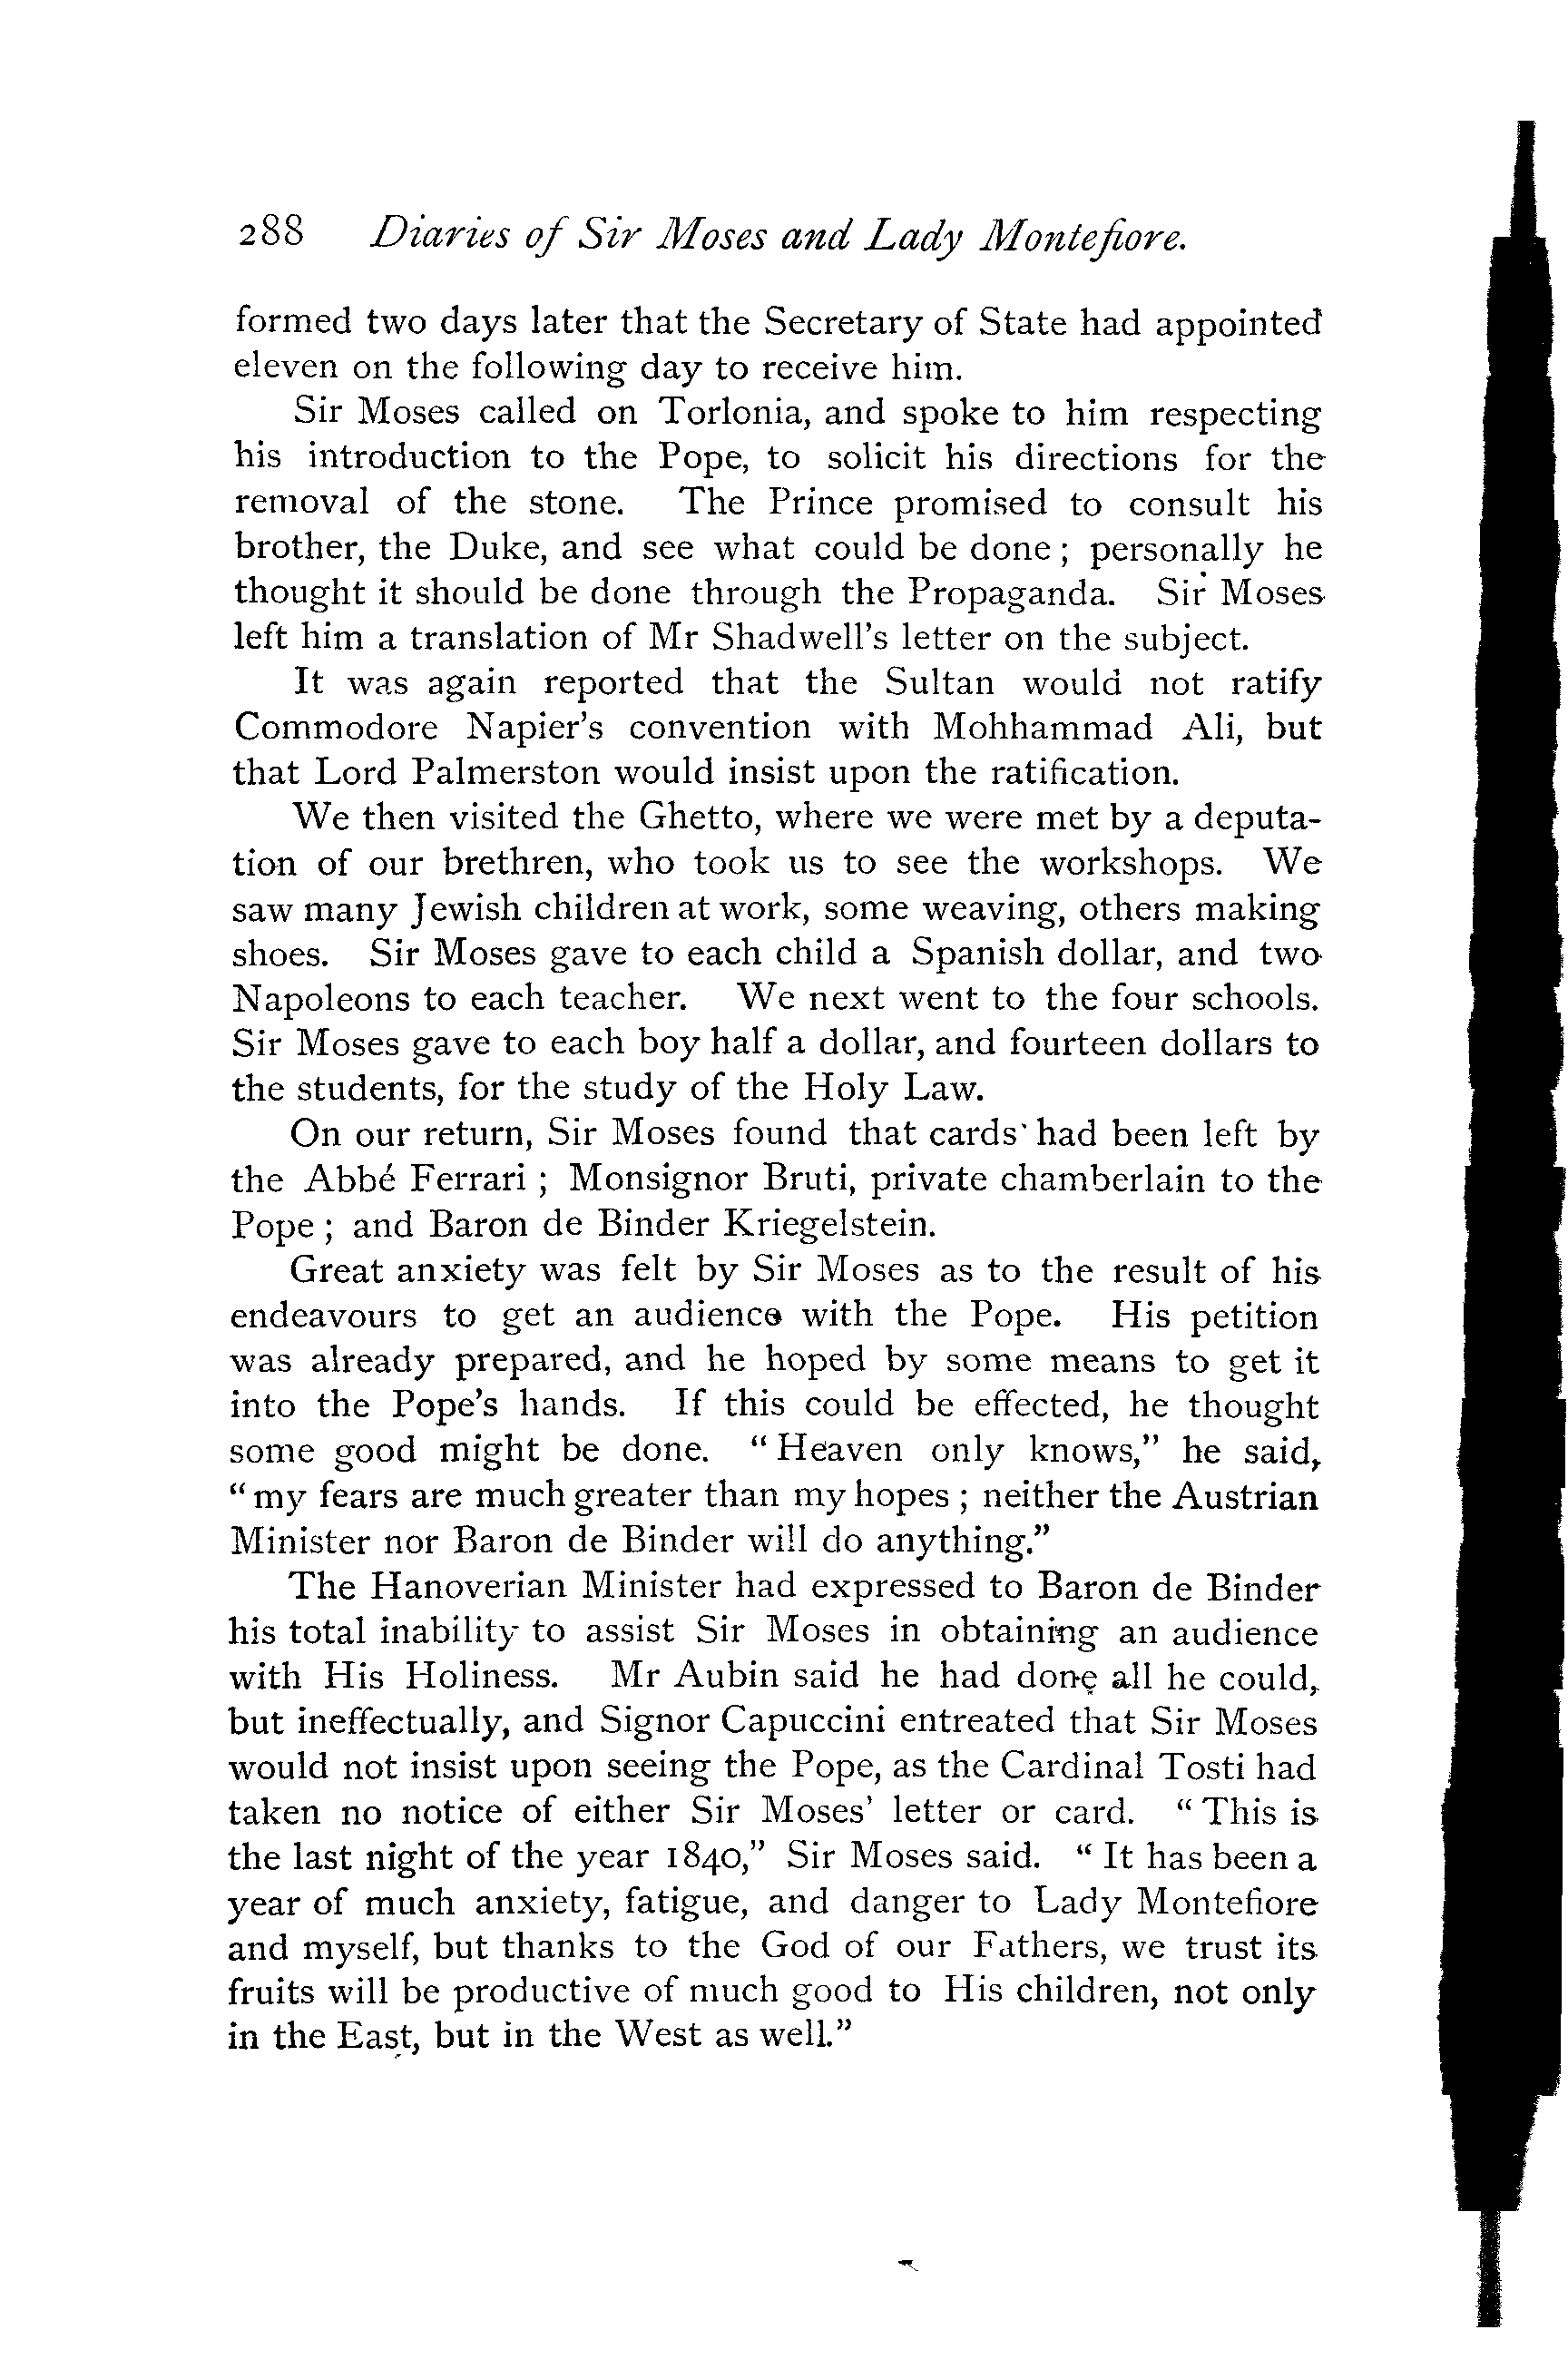 288 Diaries of Sir Moses and Lady Montefiore.
formed two days later that the Secretary of State had appointed
eleven on the following day to receive him.
Sir Moses called on Torlonia, and spoke to him respecting
his introduction to the Pope, to solicit his directions for the
removal of the stone. The Prince promised to consult his
brother, the Duke, and see what could be done ; personally he
thought it should be done through the Propaganda. Sir Moses
left him a translation of Mr Shadwell's letter on the subject.
It was again reported that the Sultan would not ratify
Commodore Napier's convention with Mohhammad Ali, but
that Lord Palmerston would insist upon the ratification.
We then visited the Ghetto, where we were met by a deputa-
tion of our brethren, who took us to see the workshops. We
saw many Jewish children at work, some weaving, others making
shoes. Sir Moses gave to each child a Spanish dollar, and two
Napoleons to each teacher. We next went to the four schools.
Sir Moses gave to each boy half a dollar, and fourteen dollars to
the students, for the study of the Holy Law.
On our return, Sir Moses found that cards had been left by
the Abbé Ferrari ; Monsignor Bruti, private chamberlain to the
Pope ; and Baron de Binder Kriegelstein.
Great anxiety was felt by Sir Moses as to the result of his
endeavours to get an audience with the Pope. His petition
was already prepared, and he hoped by some means to get it
into the Pope's hands. If this could be effected, he thought
some good might be done. "Heaven only knows," he said,
"my fears are much greater than my hopes ; neither the Austrian
Minister nor Baron de Binder will do anything."
The Hanoverian Minister had expressed to Baron de Binder
his total inability to assist Sir Moses in obtaining an audience
with His Holiness. Mr Aubin said he had done all he could,
but ineffectually, and Signor Capuccini entreated that Sir Moses
would not insist upon seeing the Pope, as the Cardinal Tosti had
taken no notice of either Sir Moses' letter or card. "This is
the last night of the year 1840," Sir Moses said. "It has been a
year of much anxiety, fatigue, and danger to Lady Montefiore
and myself, but thanks to the God of our Fathers, we trust its
fruits will be productive of much good to His children, not only
in the East, but in the West as well."